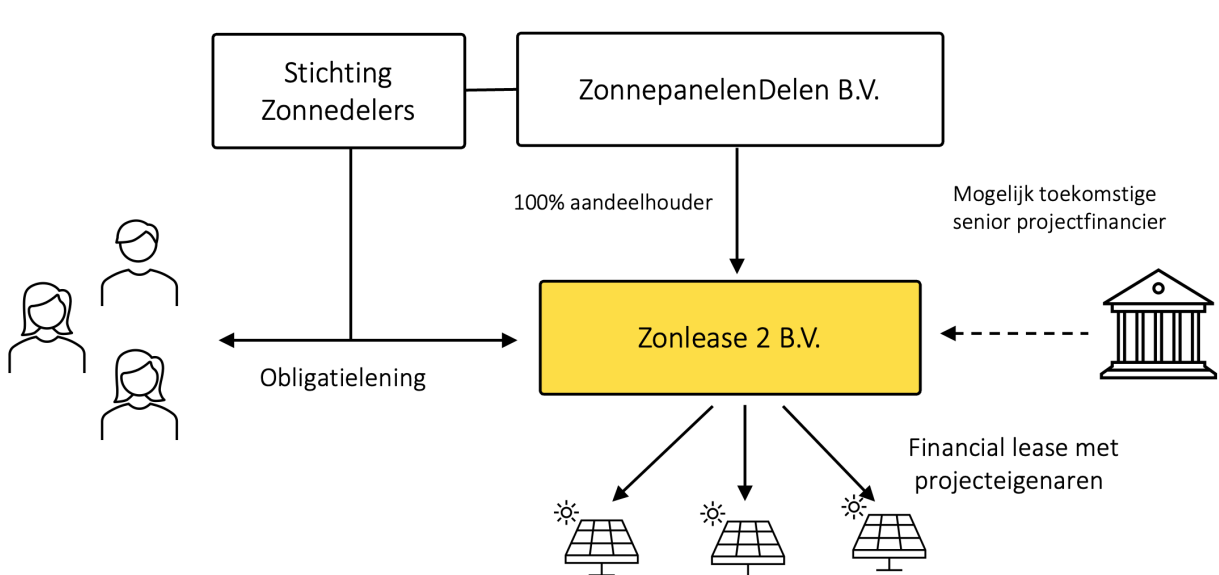 Stichting
Zonnedelers
ZonnepanelenDelen B.V.
100% aandeelhouder
Mogelijk toekomstige
senior projectfinancier
Zonlease 2 B.V.
Obligatielening
Financial lease met
projecteigenaren